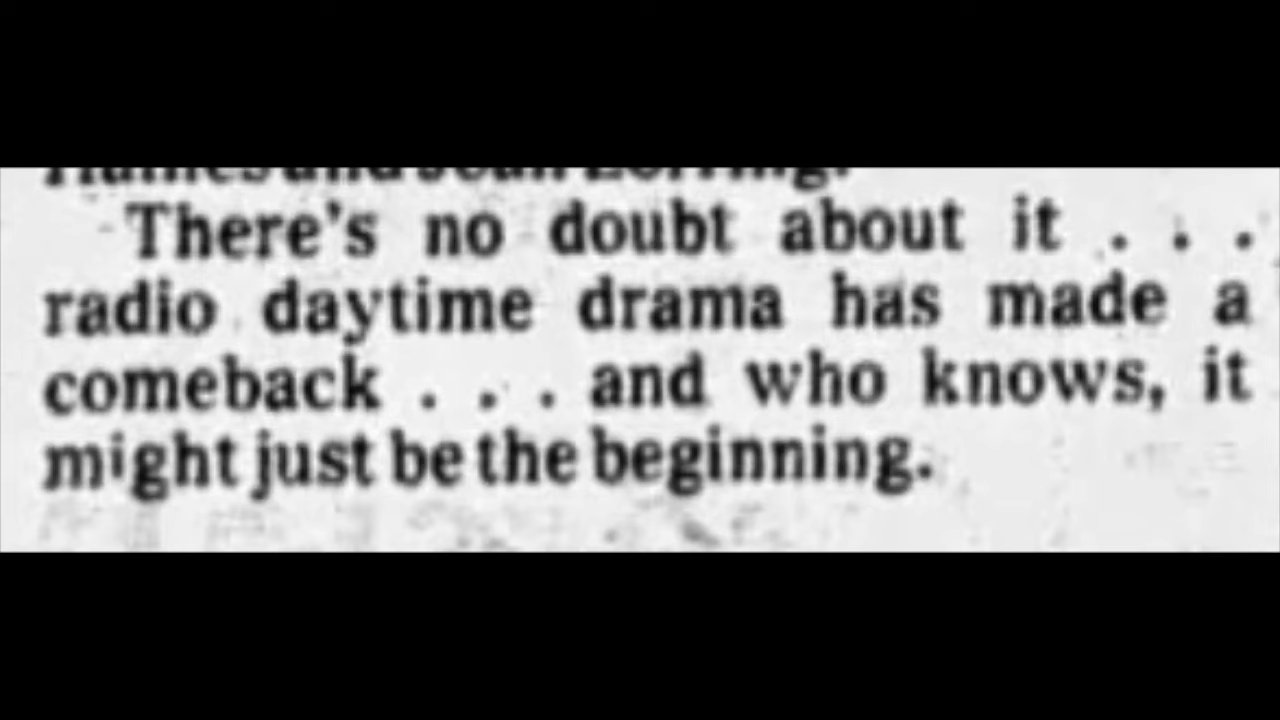 There's no doubt about it . . .
radio daytime drama has made a
comeback . . . and who knows, it
might just be the beginning.